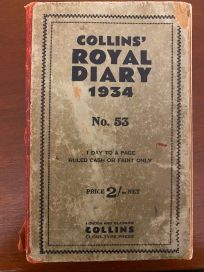 COLLINS'
ROYAL
DIARY
1934
No. 53
1 DAY TO A PAGE
RULED CASH OR FAINT ONLY
PRICE 2/- NET
LONDON AND GLASGOW
COLLINS
CLEAR-TYPE PRESS